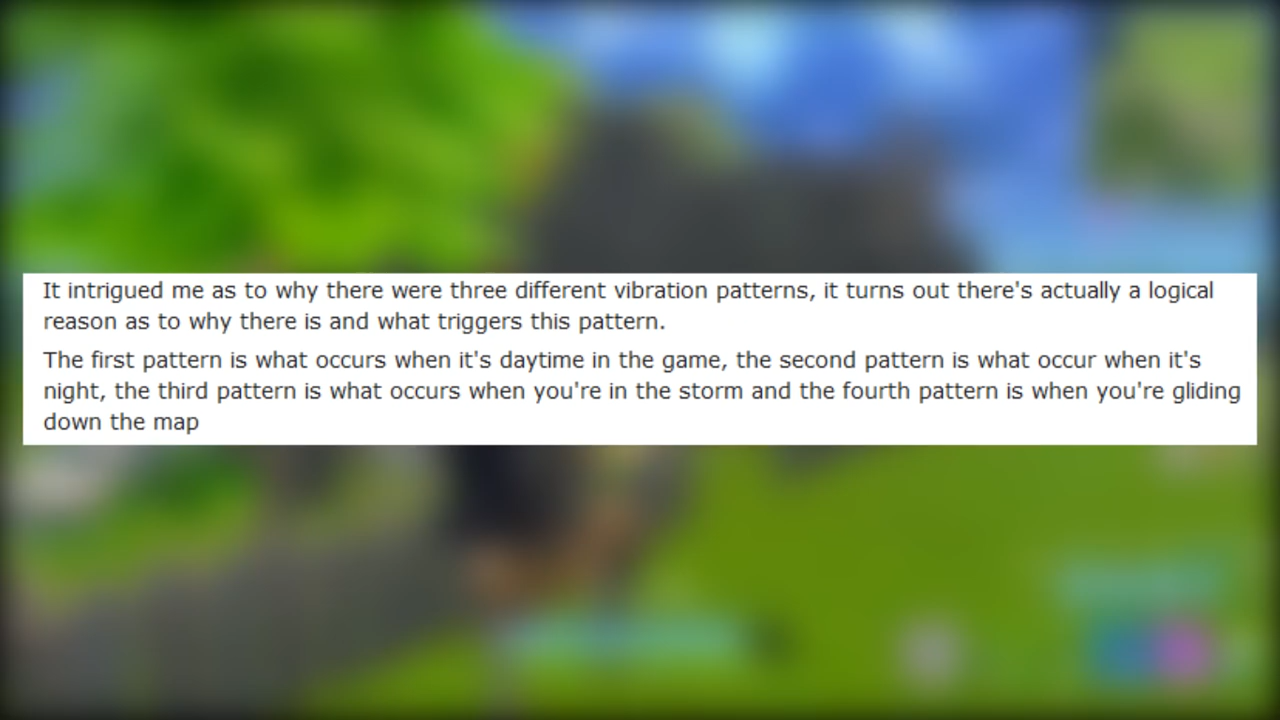 It intrigued me as to why there were three different vibration patterns, it turns out there's actually a logical
reason as to why there is and what triggers this pattern.
The first pattern is what occurs when it's daytime in the game, the second pattern is what occur when it's
night, the third pattern is what occurs when you're in the storm and the fourth pattern is when you're gliding
down the map